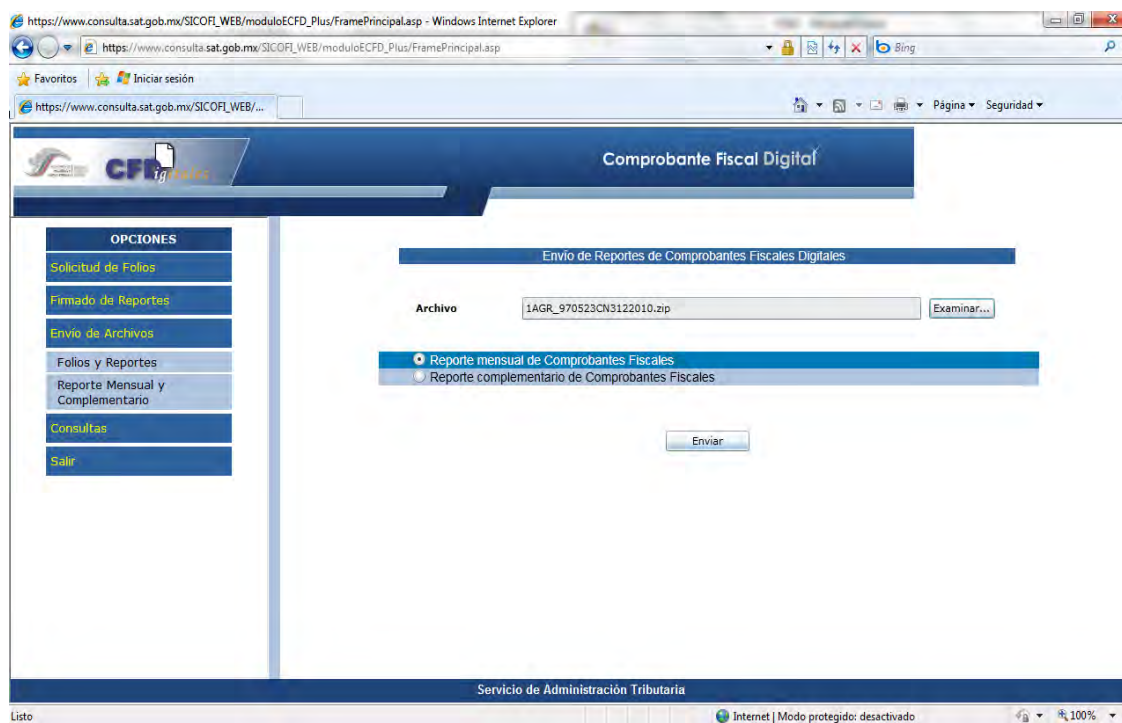 https://www.consulta.sat.gob.mx/SICOFI_WEB/moduloECFD_Plus/FramePrincipal.asp - Windows Internet Explorer
https://www.consulta.sat.gob.mx/SICOFI_WEB/moduloECFD_Plus/FramePrincipal.asp
Bing
Favoritos
Iniciar sesión
https://www.consulta.sat.gob.mx/SICOFI_WEB/...
Página
Seguridad
CFD
Comprobante Fiscal Digital
OPCIONES
Solicitud de Folios
Firmado de Reportes
Envío de Archivos
Folios y Reportes
Reporte Mensual y
Complementario
Consultas
Salir
Envío de Reportes de Comprobantes Fiscales Digitales
Archivo
1AGR_970523CN3122010.zip
Examinar...
Reporte mensual de Comprobantes Fiscales
Reporte complementario de Comprobantes Fiscales
Enviar
Servicio de Administración Tributaria
Listo
Internet | Modo protegido: desactivado
100%